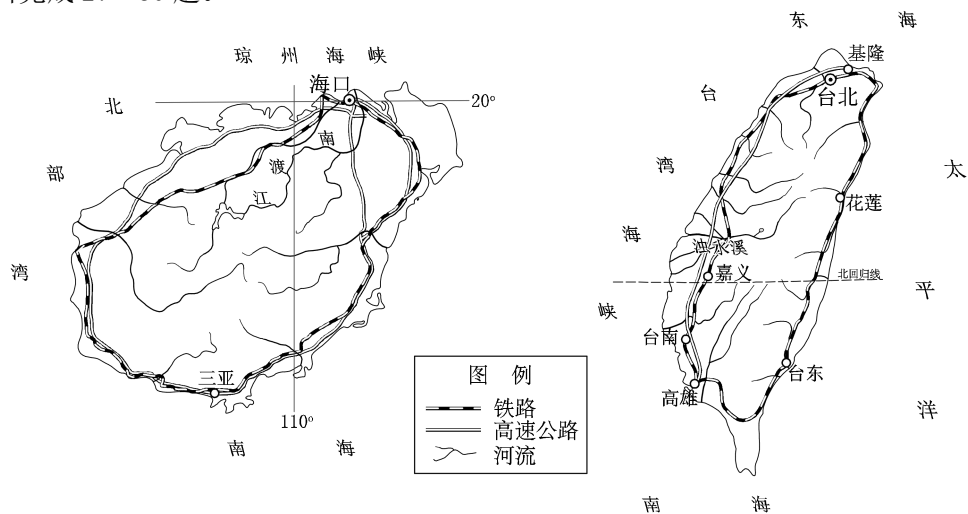 琼州海峡
海口
20°
北部湾
南渡江
三亚
110°
南海
图例
铁路
高速公路
河流
东海
基隆
台北
台湾海峡
太平洋
花莲
浊水溪
嘉义
北回归线
台南
台东
高雄
南海